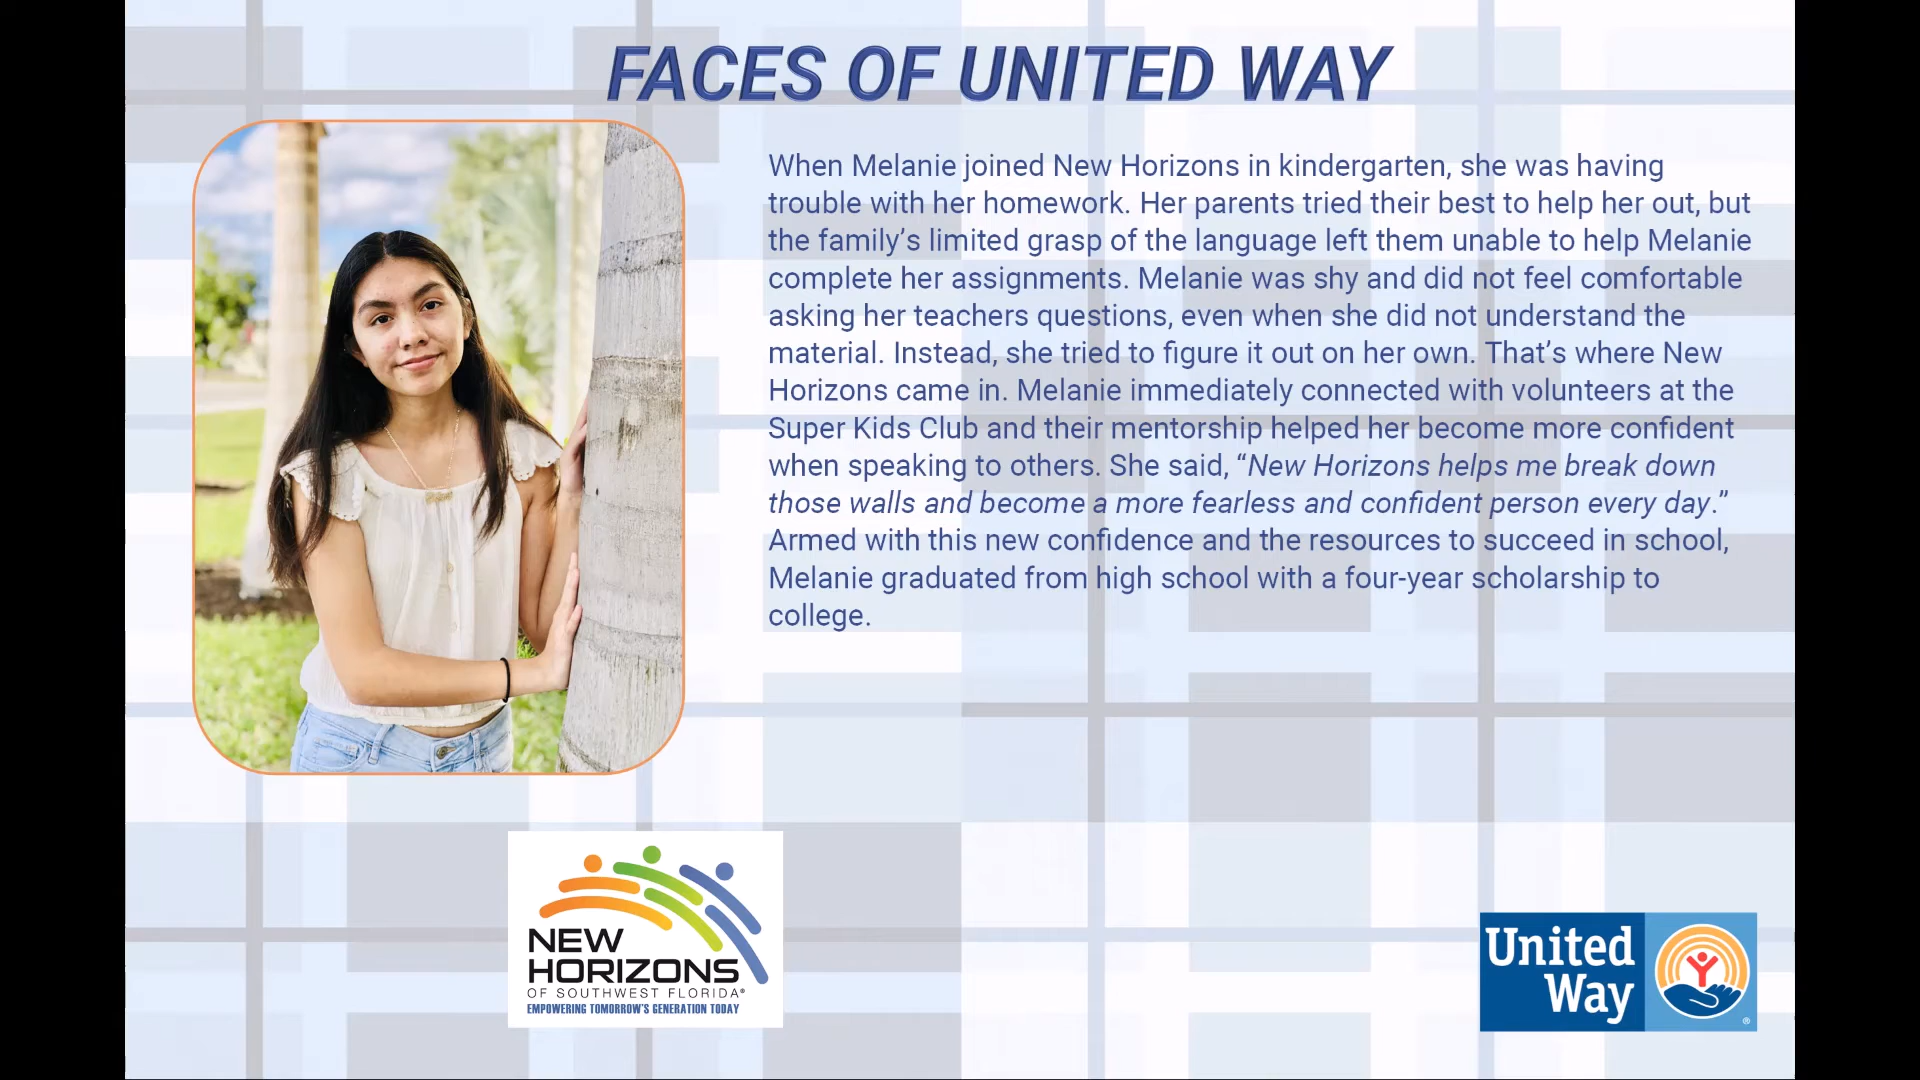 FACES OF UNITED WAY
When Melanie joined New Horizons in kindergarten, she was having
trouble with her homework. Her parents tried their best to help her out, but
the family’s limited grasp of the language left them unable to help Melanie
complete her assignments. Melanie was shy and did not feel comfortable
asking her teachers questions, even when she did not understand the
material. Instead, she tried to figure it out on her own. That’s where New
Horizons came in. Melanie immediately connected with volunteers at the
Super Kids Club and their mentorship helped her become more confident
when speaking to others. She said, “New Horizons helps me break down
those walls and become a more fearless and confident person every day.”
Armed with this new confidence and the resources to succeed in school,
Melanie graduated from high school with a four-year scholarship to
college.
NEW
HORIZONS
OF SOUTHWEST FLORIDA®
EMPOWERING TOMORROW'S GENERATION TODAY
United
Way
®